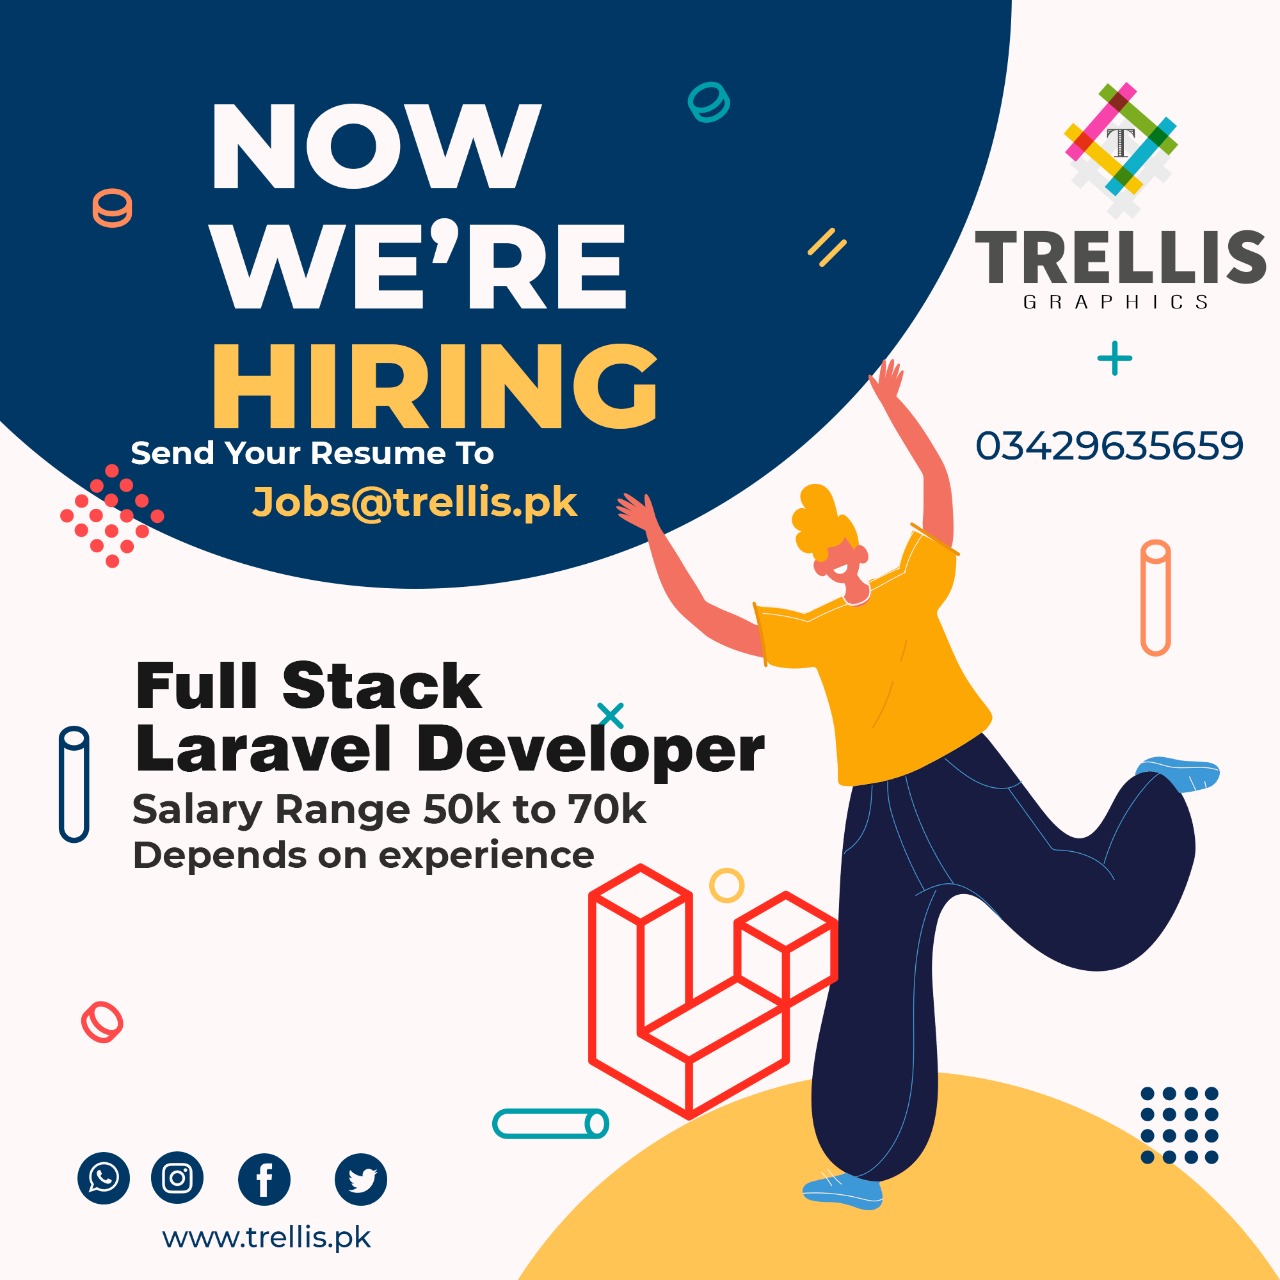 NOW
WE’RE
HIRING
Send Your Resume To
Jobs@trellis.pk
T
TRELLIS
GRAPHICS
03429635659
Full Stack
Laravel Developer
Salary Range 50k to 70k
Depends on experience
www.trellis.pk